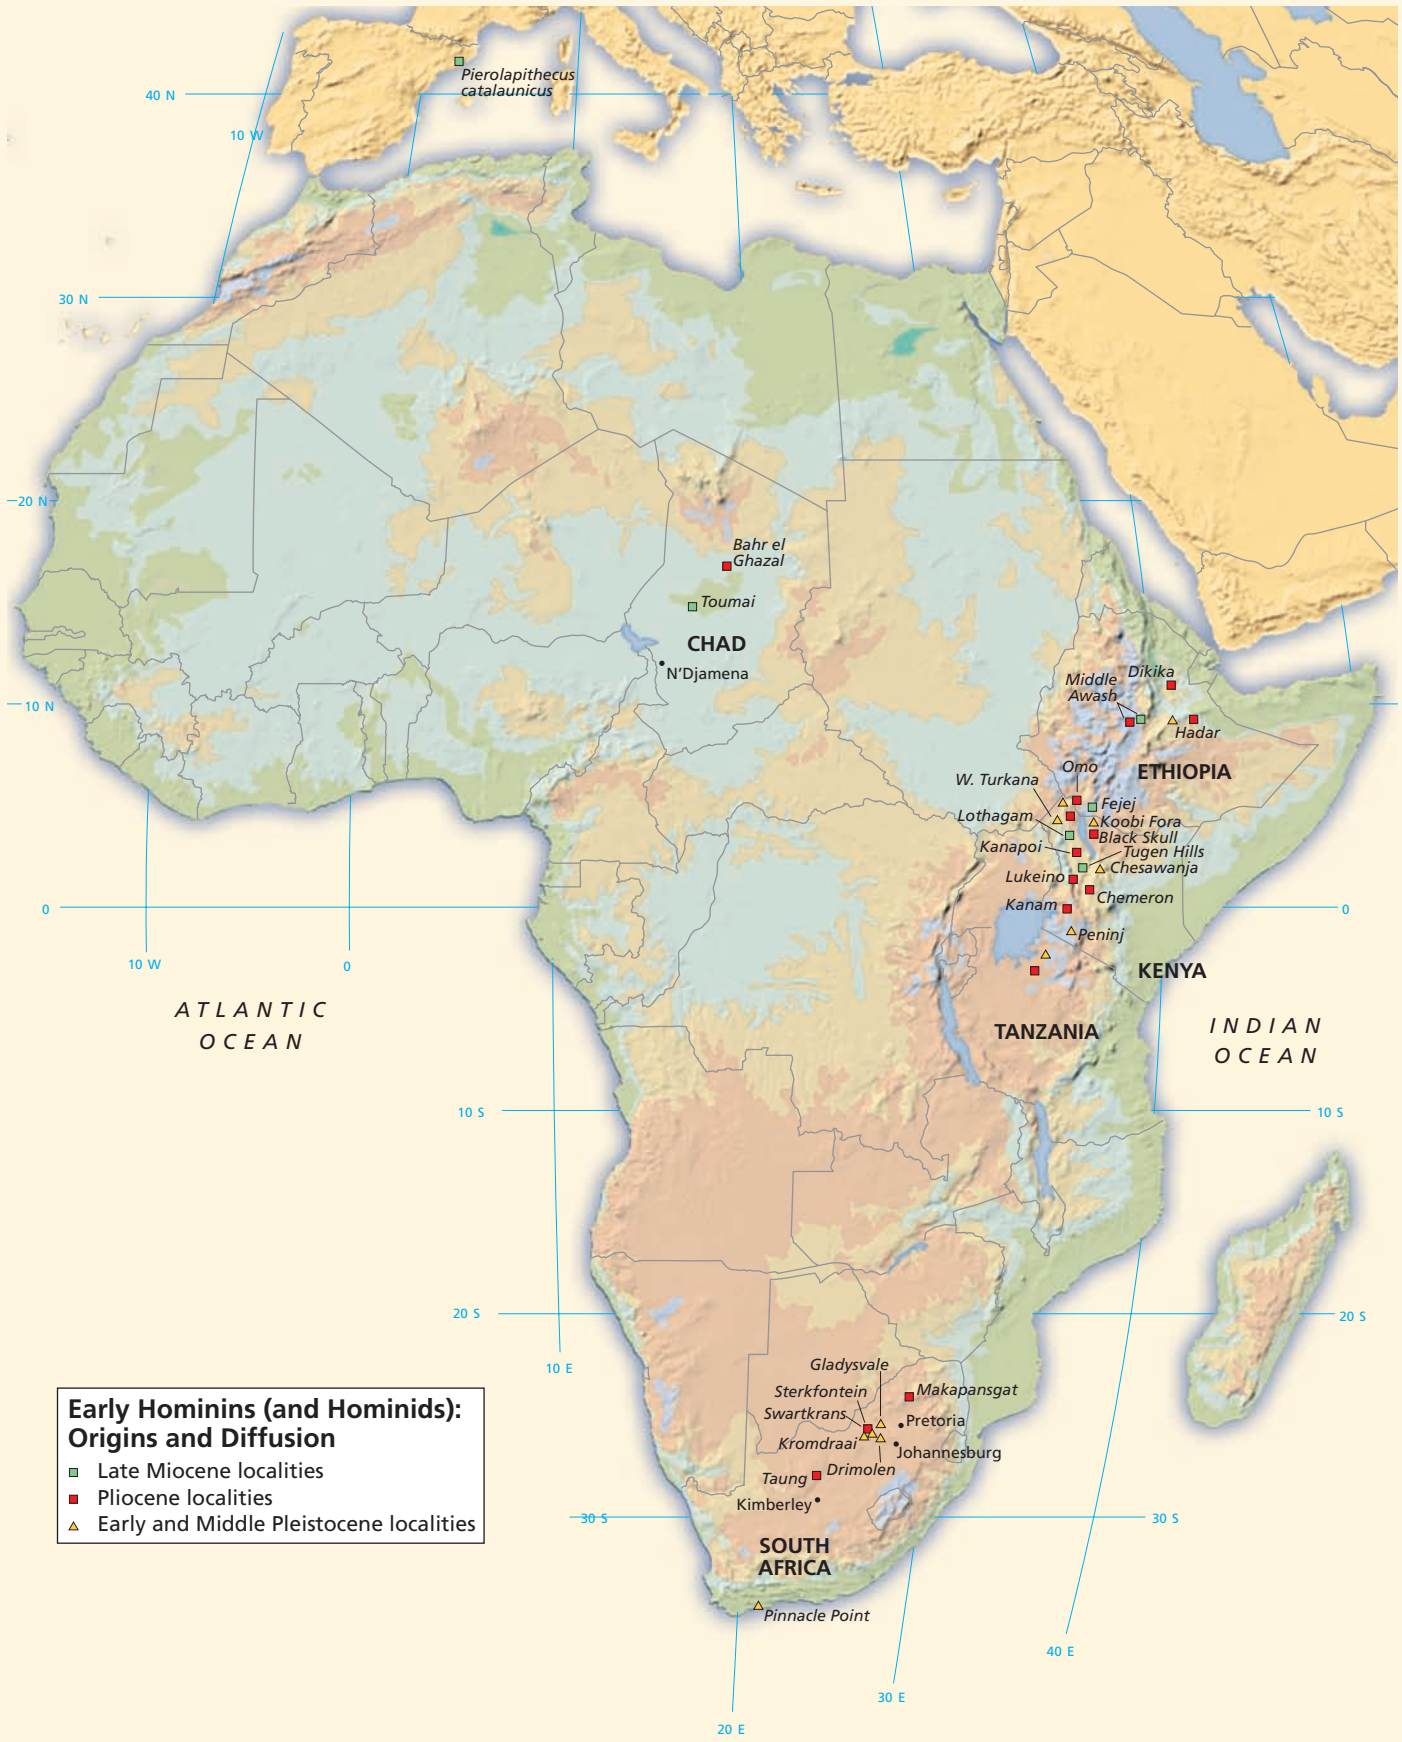 Pierolapithecus
catalaunicus
40 N
10 W
30 N
20 N
Bahr el
Ghazal
Toumai
CHAD
N'Djamena
Dikika
Middle
Awash
10 N
Hadar
Omo
ETHIOPIA
W. Turkana
Fejej
Lothagam
Koobi Fora
Black Skull
Kanapoi
Tugen Hills
Chesawanja
Lukeino
Chemeron
Kanam
0
0
Peninj
10 W
0
KENYA
ATLANTIC
OCEAN
TANZANIA
INDIAN
OCEAN
10 S
10 S
20 S
20 S
10 E
Gladysvale
Sterkfontein
Makapansgat
Swartkrans
Pretoria
Kromdraai
Johannesburg
Drimolen
Taung
Kimberley
30 S
30 S
SOUTH
AFRICA
Pinnacle Point
40 E
30 E
20 E
Early Hominins (and Hominids):
Origins and Diffusion
Late Miocene localities
Pliocene localities
Early and Middle Pleistocene localities